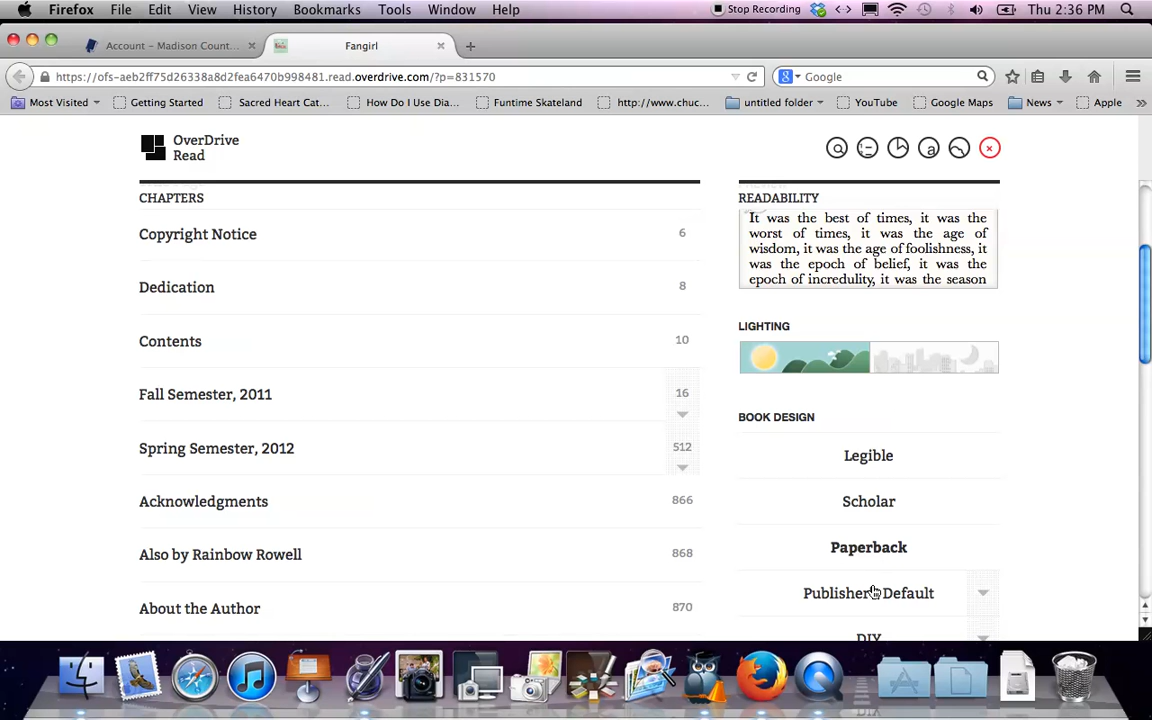 Firefox File Edit View History Bookmarks Tools Window Help Stop Recording Thu 2:36 PM
Account – Madison Count... Fangirl
https://ofs-aeb2ff75d26338a8d2fea6470b998481.read.overdrive.com/?p=831570 Google
Most Visited Getting Started Sacred Heart Cat... How Do I Use Dia... Funtime Skateland http://www.chuc... untitled folder YouTube Google Maps News Apple
OverDrive
Read
CHAPTERS
Copyright Notice 6
Dedication 8
Contents 10
Fall Semester, 2011 16
Spring Semester, 2012 512
Acknowledgments 866
Also by Rainbow Rowell 868
About the Author 870
READABILITY
It was the best of times, it was the
worst of times, it was the age of
wisdom, it was the age of foolishness, it
was the epoch of belief, it was the
epoch of incredulity, it was the season
LIGHTING
BOOK DESIGN
Legible
Scholar
Paperback
Publisher Default
DIY